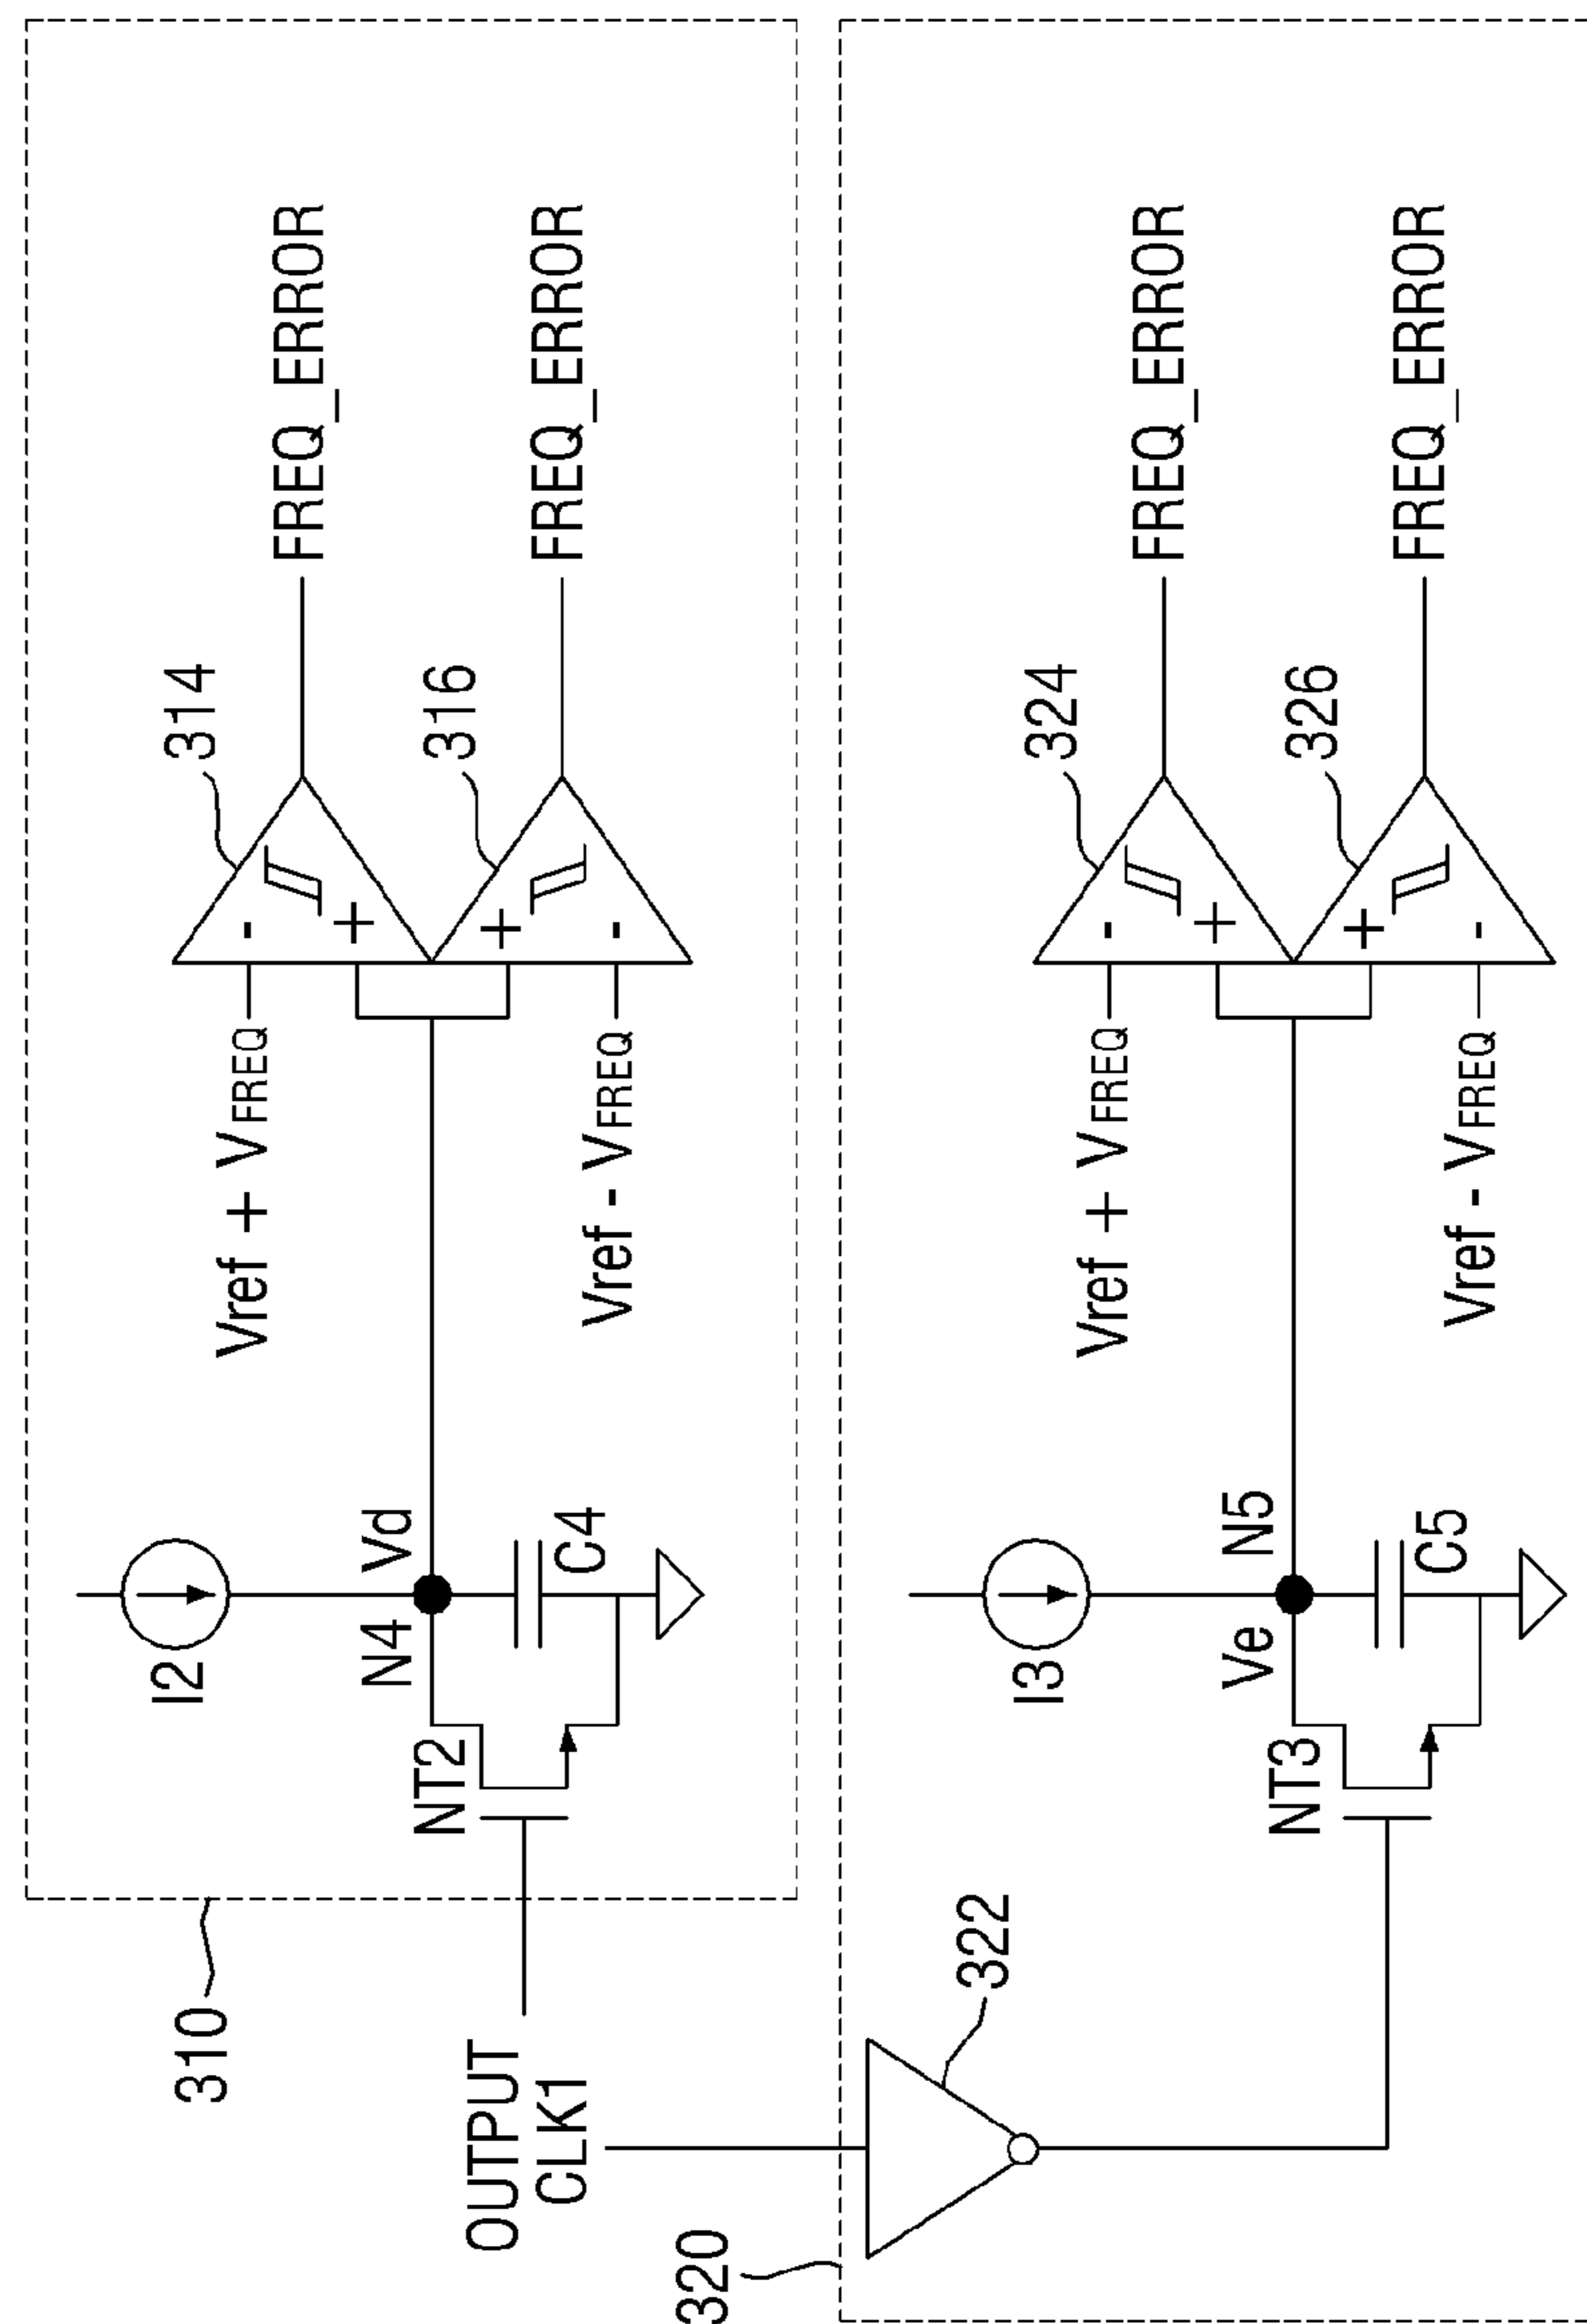 310
I2
N4
Vd
NT2
C4
Vref + VFREQ
Vref - VFREQ
-
+
+
-
314
316
FREQ_ERROR
FREQ_ERROR
OUTPUT
CLK1
320
322
I3
Ve
N5
NT3
C5
Vref + VFREQ
Vref - VFREQ
-
+
+
-
324
326
FREQ_ERROR
FREQ_ERROR